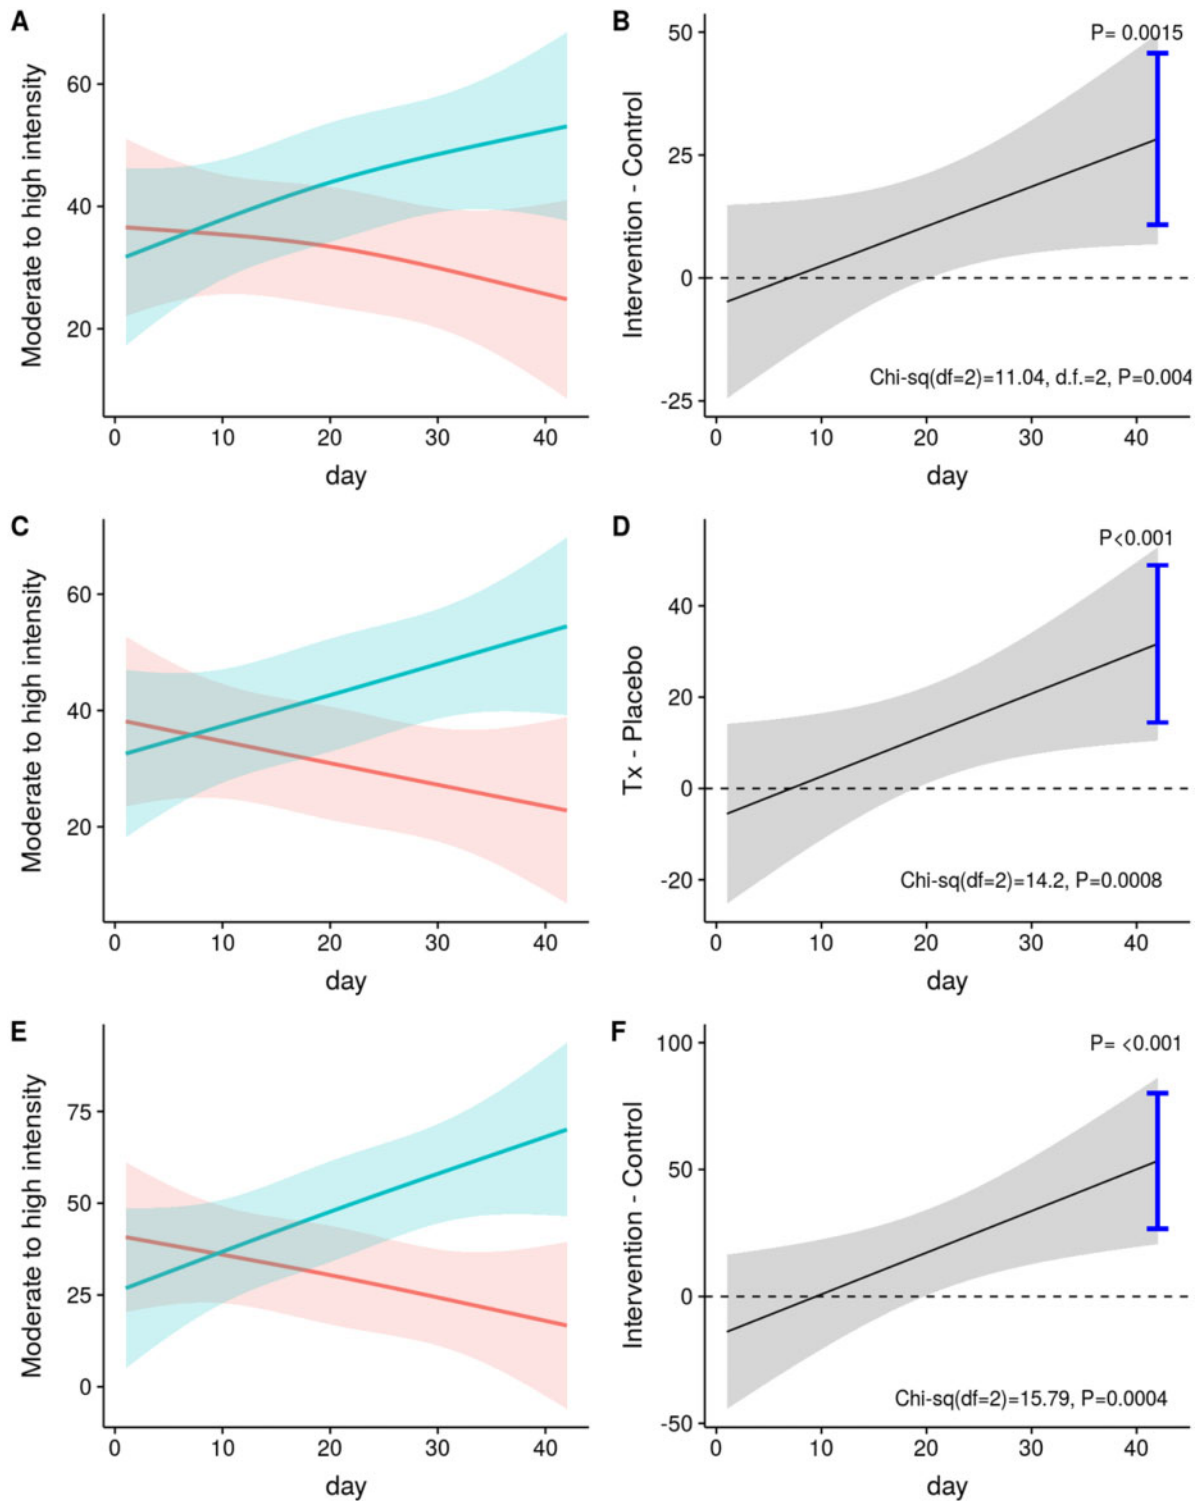 A
Moderate to high intensity
60
40
20
0 10 20 30 40
day
B
P= 0.0015
Intervention - Control
50
25
0
-25
Chi-sq(df=2)=11.04, d.f.=2, P=0.004
0 10 20 30 40
day
C
Moderate to high intensity
60
40
20
0 10 20 30 40
day
D
P<0.001
Tx - Placebo
40
20
0
-20
Chi-sq(df=2)=14.2, P=0.0008
0 10 20 30 40
day
E
Moderate to high intensity
75
50
25
0
0 10 20 30 40
day
F
P= <0.001
Intervention - Control
100
50
0
-50
Chi-sq(df=2)=15.79, P=0.0004
0 10 20 30 40
day